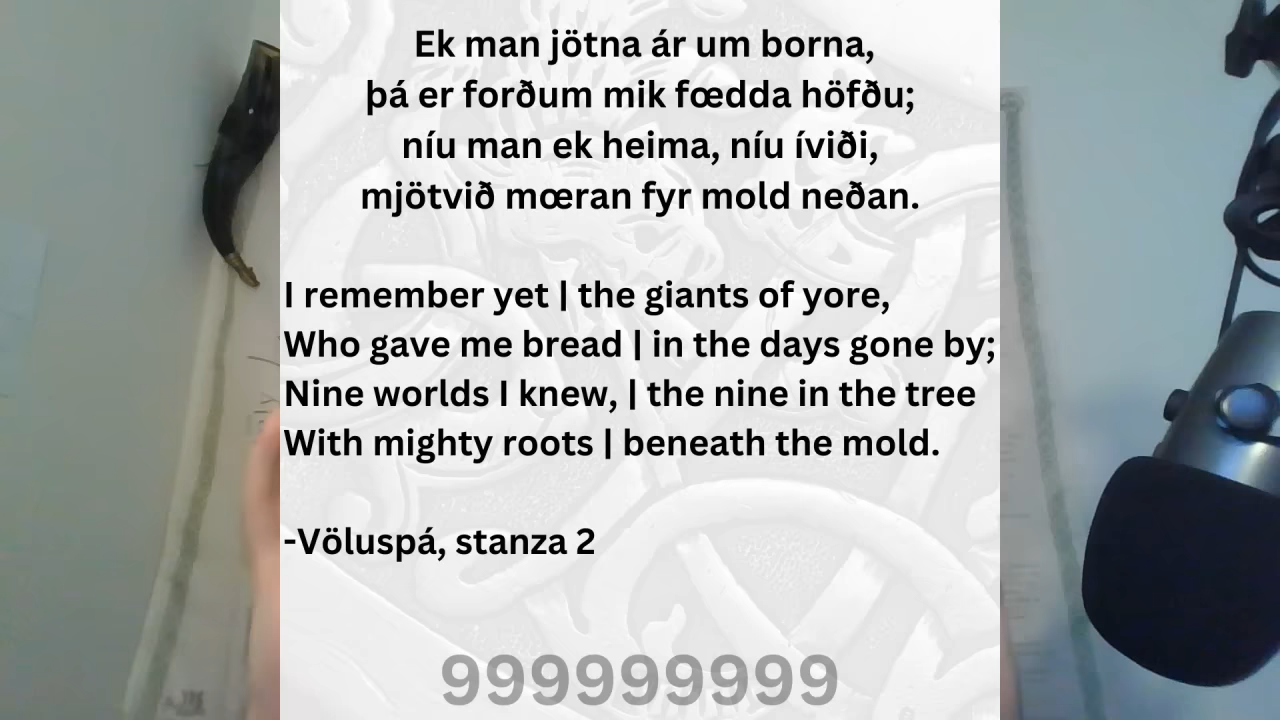 Ek man jötna ár um borna,
þá er forðum mik fœdda höfðu;
níu man ek heima, níu íviði,
mjötvið mœran fyr mold neðan.
I remember yet | the giants of yore,
Who gave me bread | in the days gone by;
Nine worlds I knew, | the nine in the tree
With mighty roots | beneath the mold.
-Völuspá, stanza 2
999999999